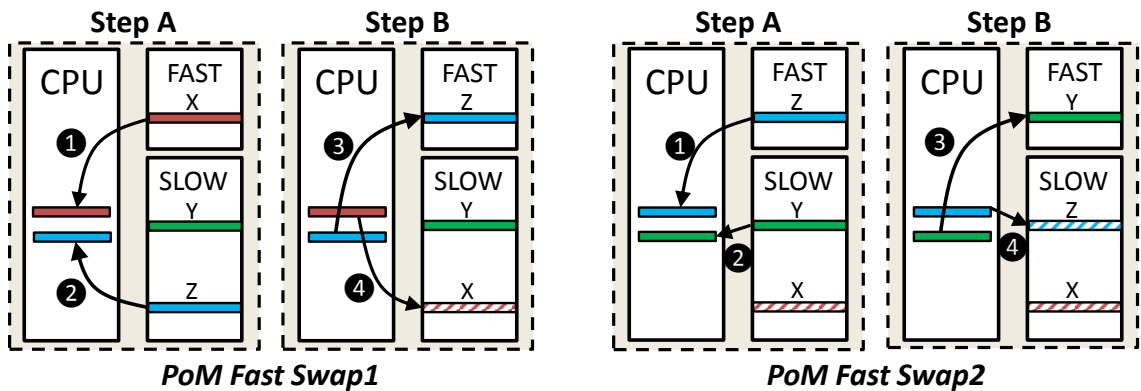 Step A
CPU
FAST
X
1
SLOW
Y
2
Z
Step B
CPU
FAST
Z
3
SLOW
Y
4
X
PoM Fast Swap1
Step A
CPU
FAST
Z
1
SLOW
Y
2
X
Step B
CPU
FAST
Y
3
SLOW
Z
4
X
PoM Fast Swap2